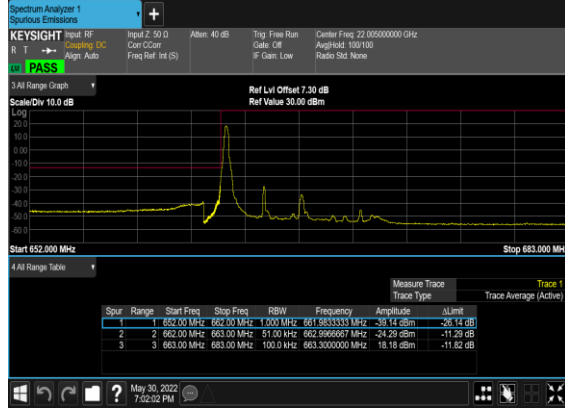 Spectrum Analyzer 1
Spurious Emissions
+
KEYSIGHT Input: RF Input Z: 50 Ω Atten: 40 dB Trig: Free Run Center Freq: 22.005000000 GHz
R T Coupling: DC Corr CCorr Gate: Off Avg|Hold: 100/100
Align: Auto Freq Ref: Int (S) IF Gain: Low Radio Std: None
PASS
3 All Range Graph
Ref Lvl Offset 7.30 dB
Scale/Div 10.0 dB Ref Value 30.00 dBm
Log
20.0
10.0
0.00
-10.0
-20.0
-30.0
-40.0
-50.0
-60.0
Start 652.000 MHz Stop 683.000 MH
4 All Range Table
Measure Trace Trace 1
Trace Type Trace Average (Active)
Spur Range Start Freq Stop Freq RBW Frequency Amplitude ΔLimit
1 1 652.00 MHz 662.00 MHz 1.000 MHz 661.9833333 MHz -39.14 dBm -26.14 dB
2 2 662.00 MHz 663.00 MHz 51.00 kHz 662.9966667 MHz -24.29 dBm -11.29 dB
3 3 663.00 MHz 683.00 MHz 100.0 kHz 663.3000000 MHz 18.18 dBm -11.82 dB
? May 30, 2022
7:02:02 PM